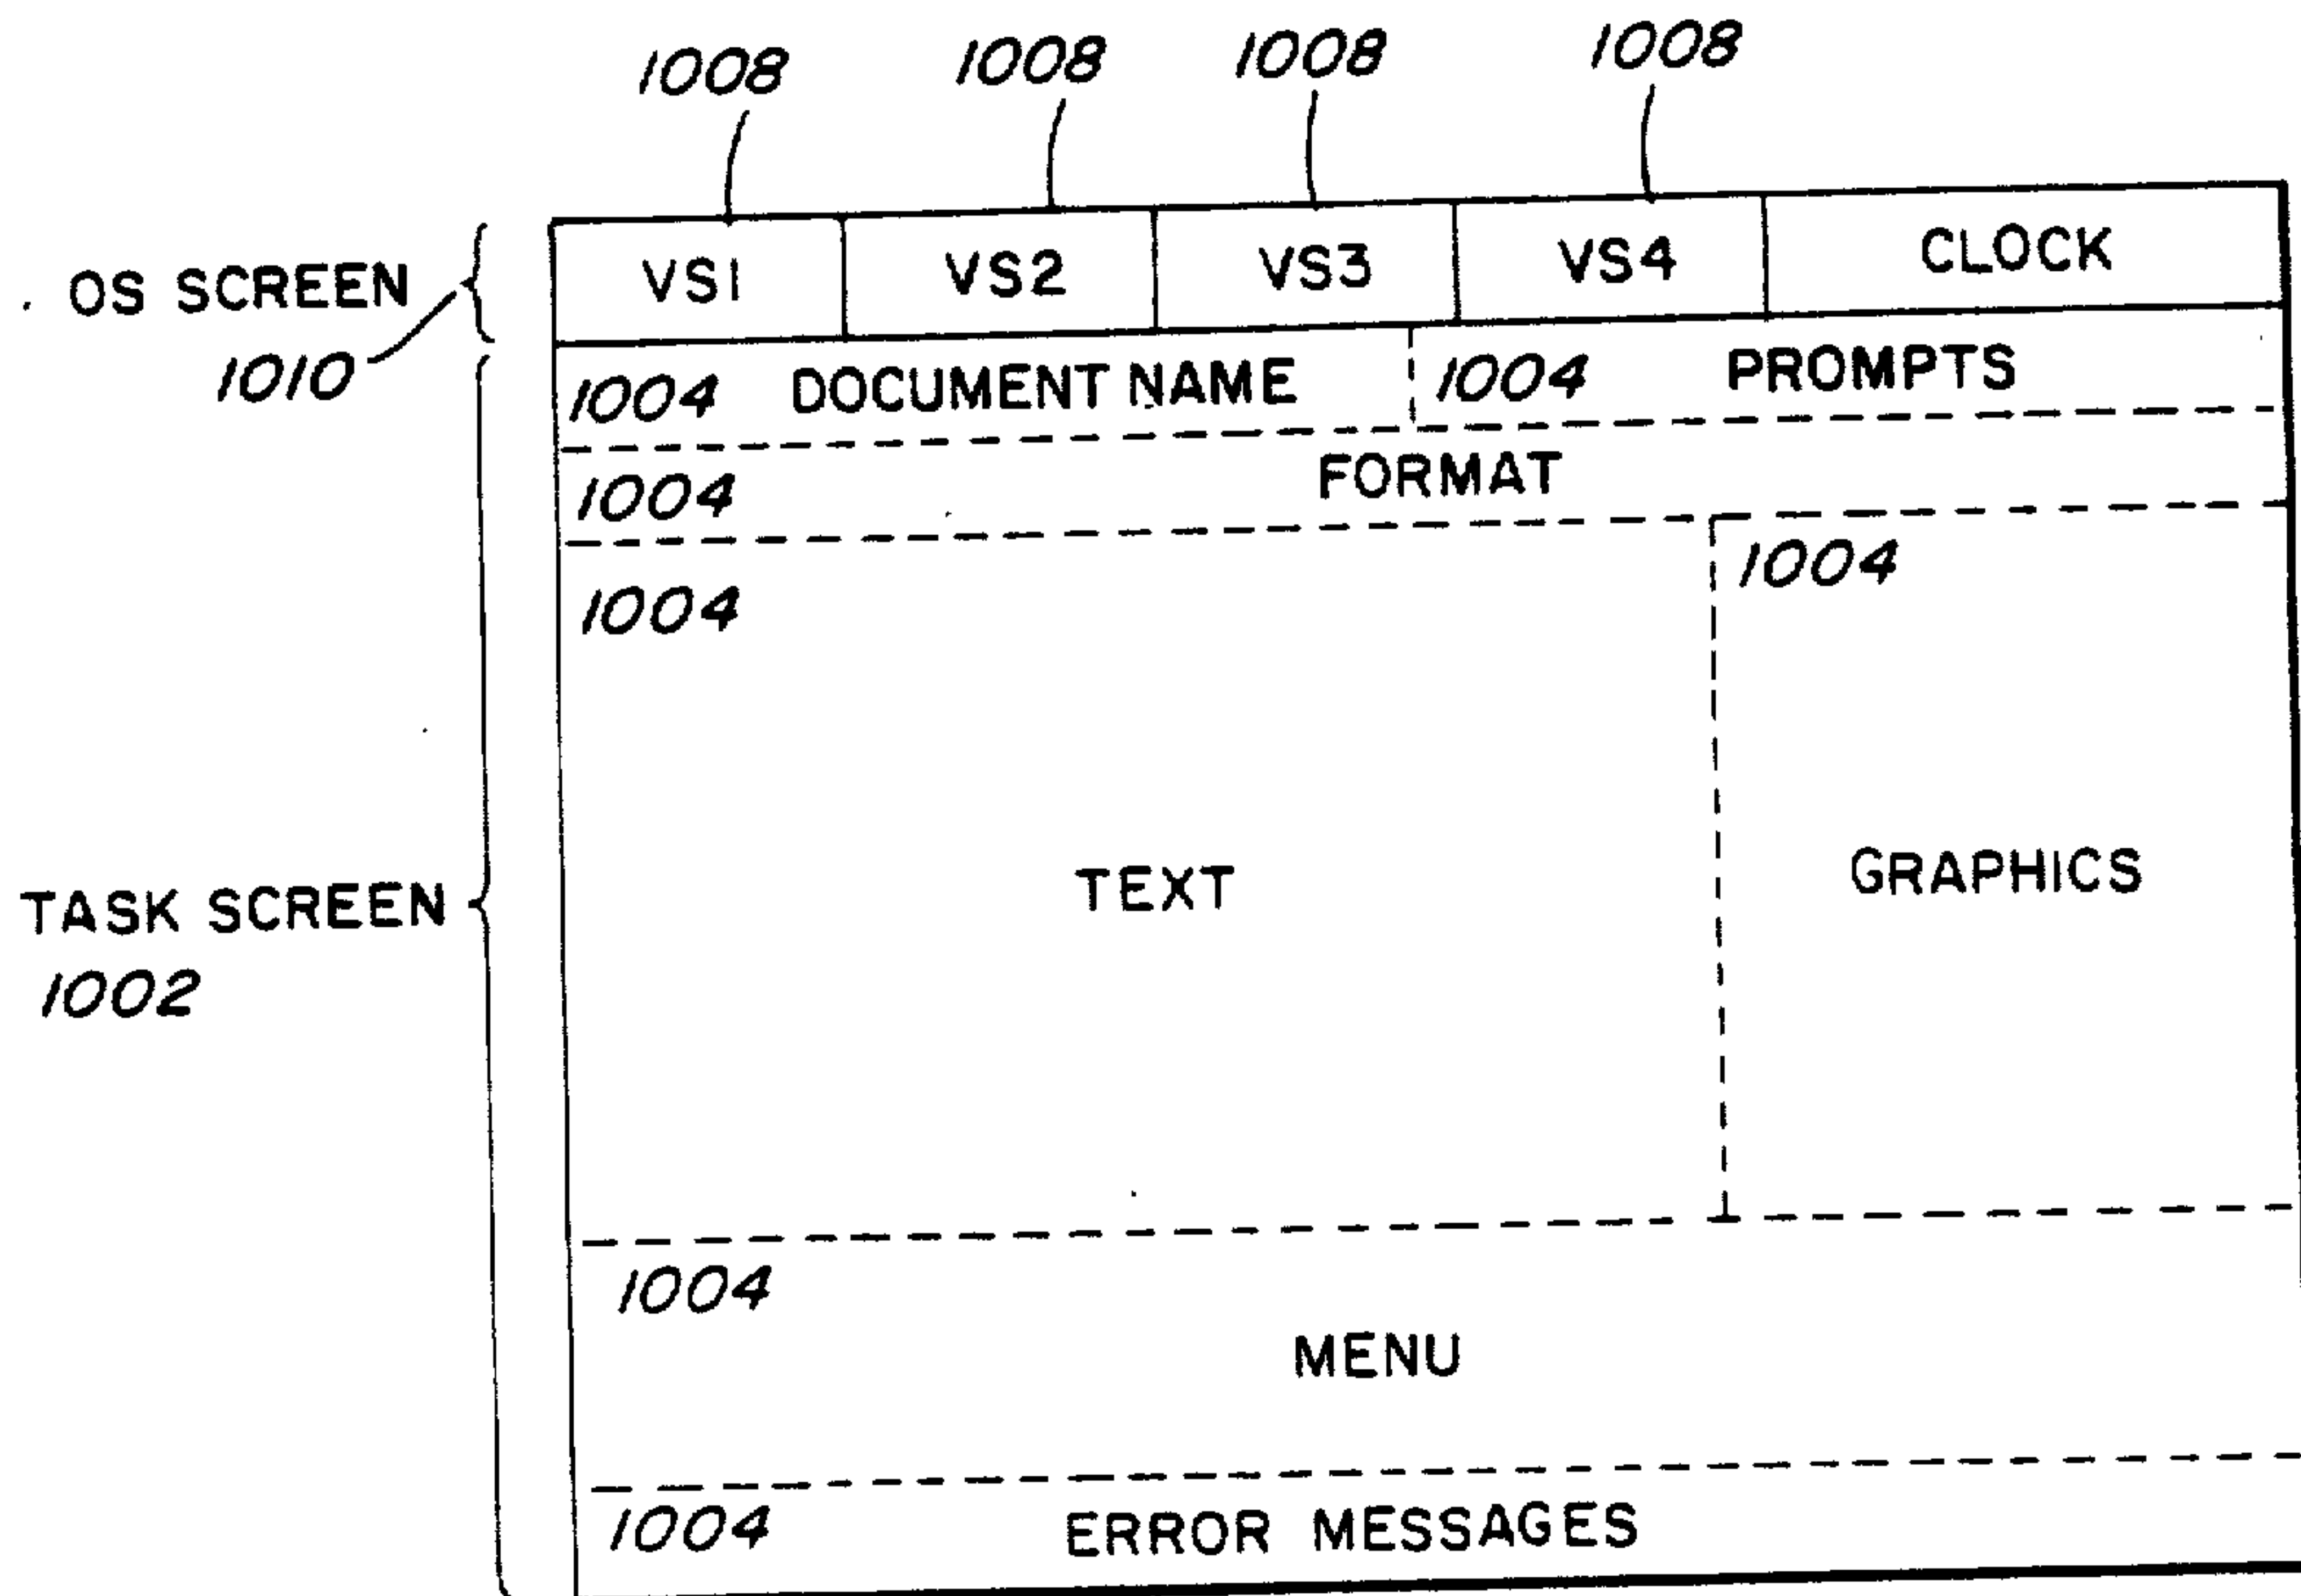 1008 1008 1008 1008
OS SCREEN
1010
VS1 VS2 VS3 VS4 CLOCK
1004 DOCUMENT NAME 1004 PROMPTS
1004 FORMAT
1004 1004
TEXT GRAPHICS
TASK SCREEN
1002
1004
MENU
1004 ERROR MESSAGES